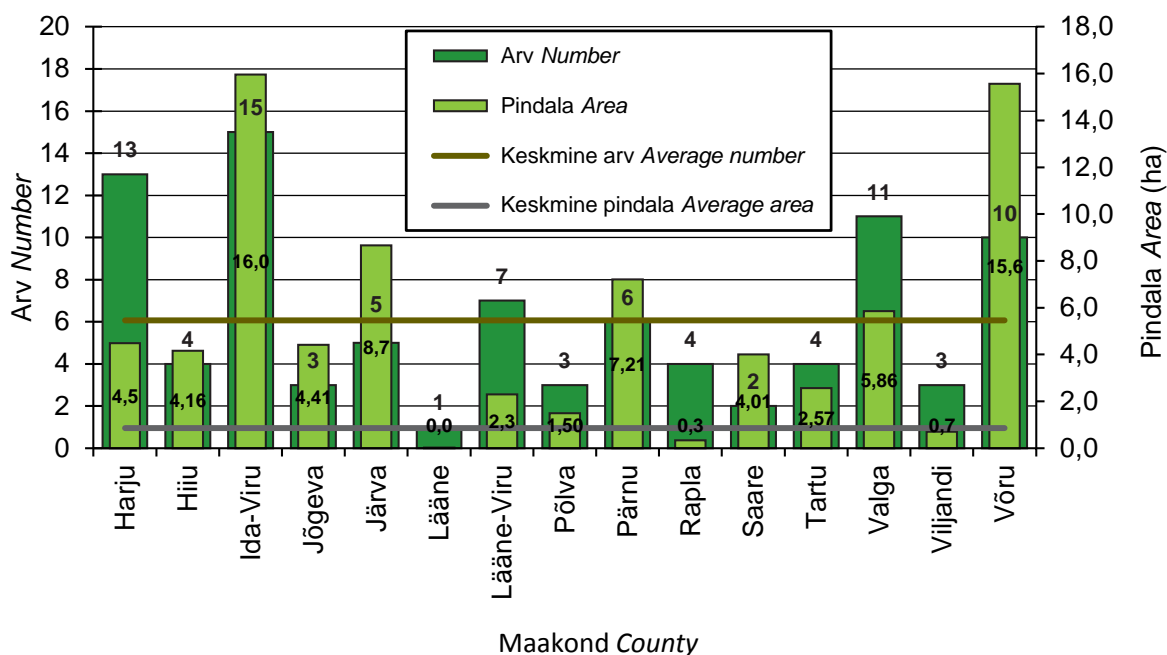 20
18
16
14
12
10
8
6
4
2
0
Arv Number
18,0
16,0
14,0
12,0
10,0
8,0
6,0
4,0
2,0
0,0
Pindala Area (ha)
Arv Number
Pindala Area
Keskmine arv Average number
Keskmine pindala Average area
13
4
15
3
5
1
7
3
6
4
2
4
11
3
10
4,5
4,16
16,0
4,41
8,7
0,0
2,3
1,50
7,21
0,3
4,01
2,57
5,86
0,7
15,6
Harju
Hiiu
Ida-Viru
Jõgeva
Järva
Lääne
Lääne-Viru
Põlva
Pärnu
Rapla
Saare
Tartu
Valga
Viljandi
Võru
Maakond County